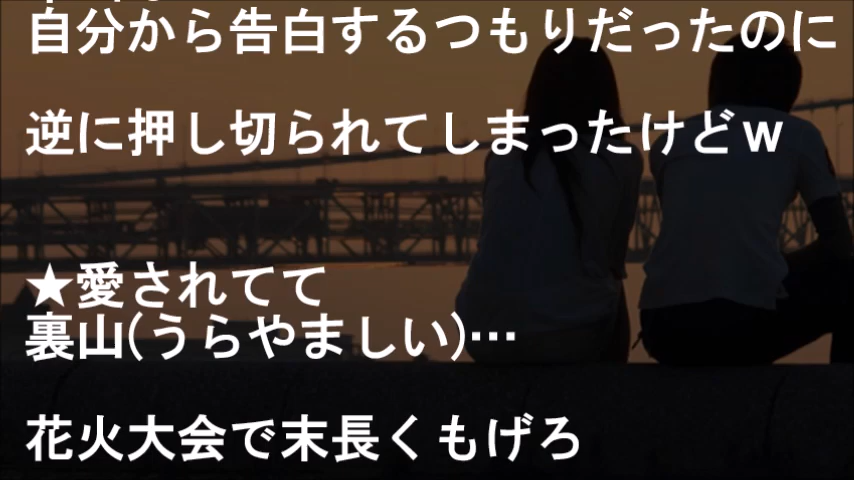 自分から告白するつもりだったのに
逆に押し切られてしまったけどｗ
★愛されてて
裏山(うらやましい)…
花火大会で末長くもげろ